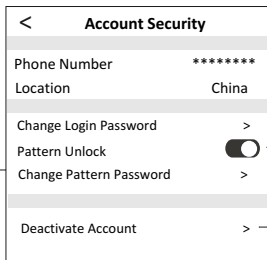 < Account Security
Phone Number ********
Location China
Change Login Password >
Pattern Unlock
Change Pattern Password >
Deactivate Account >